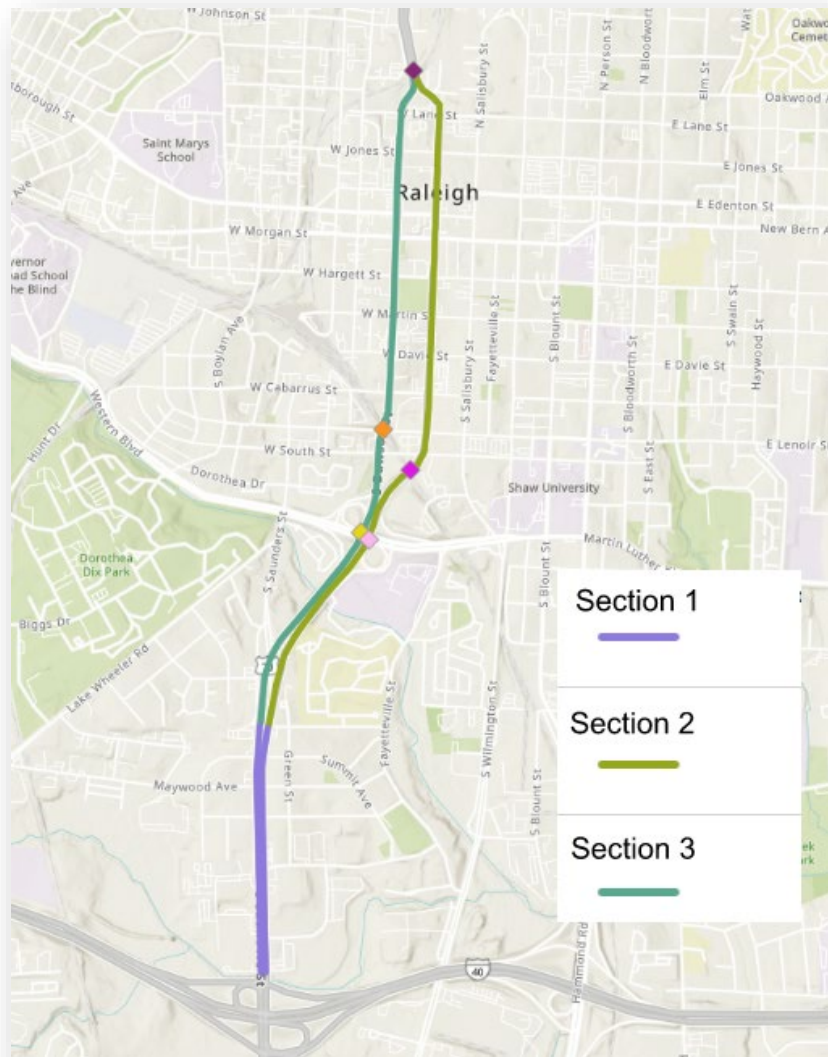 W Johnson St
N Salisbury St
N Person St
N Bloodworth
Elm St
Oakwood A
E Lane St
Saint Marys
School
W Jones St
E Jones St
Raleigh
E Edenton St
W Morgan St
New Bern A
W Hargett St
vernor
he Blind
W Martin S
S Boylan Ave
Fayetteville St
S Blount St
S Swain St
Haywood St
S Salisbury St
S Bloodworth St
E Davie St
W Cabarrus St
Western Blvd
Hunt Dr
W South St
E Lenoir S
Dorothea Dr
S East St
Shaw University
S Saunders St
Martin Luther
Dorothea
Dix Park
S Blount St
Biggs Dr
Lake Wheeler Rd
Section 1
Fayetteville St
S Wilmington St
Section 2
Maywood Ave
Green St
Summit Ave
S Blount St
Section 3
ek
40
Hammond Rd
St